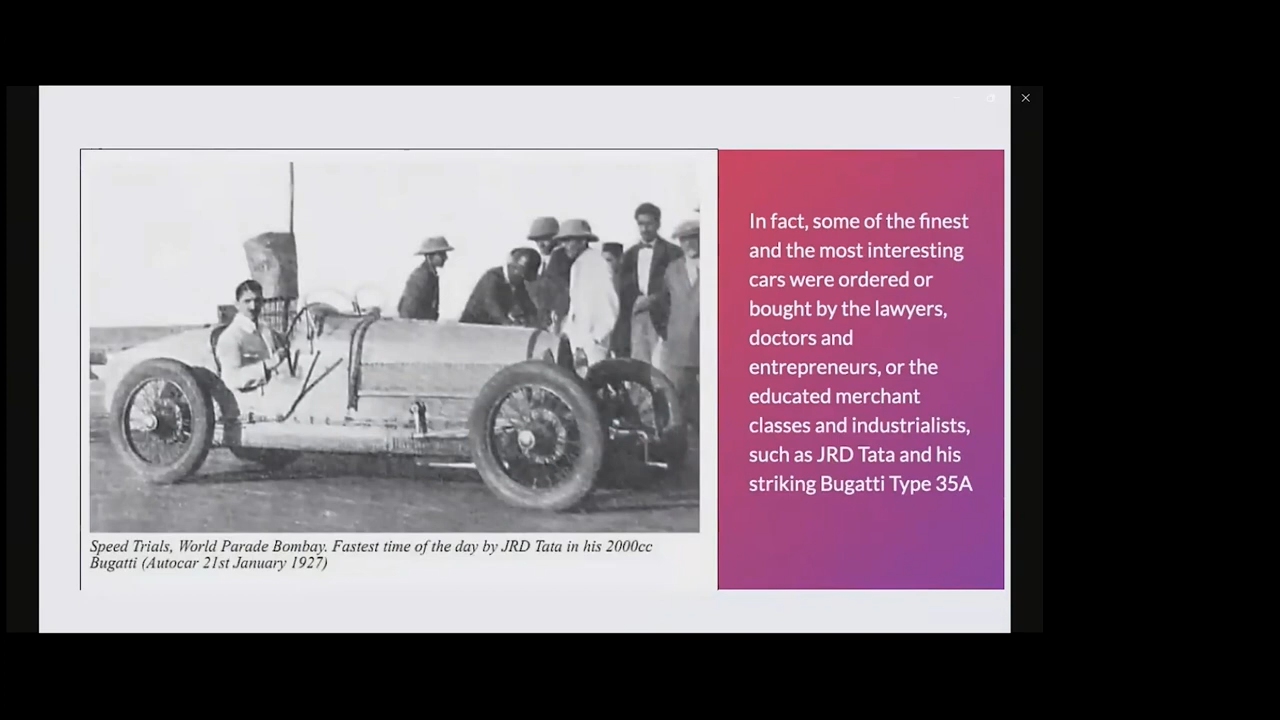 Speed Trials, World Parade Bombay. Fastest time of the day by JRD Tata in his 2000cc
Bugatti (Autocar 21st January 1927)
In fact, some of the finest
and the most interesting
cars were ordered or
bought by the lawyers,
doctors and
entrepreneurs, or the
educated merchant
classes and industrialists,
such as JRD Tata and his
striking Bugatti Type 35A